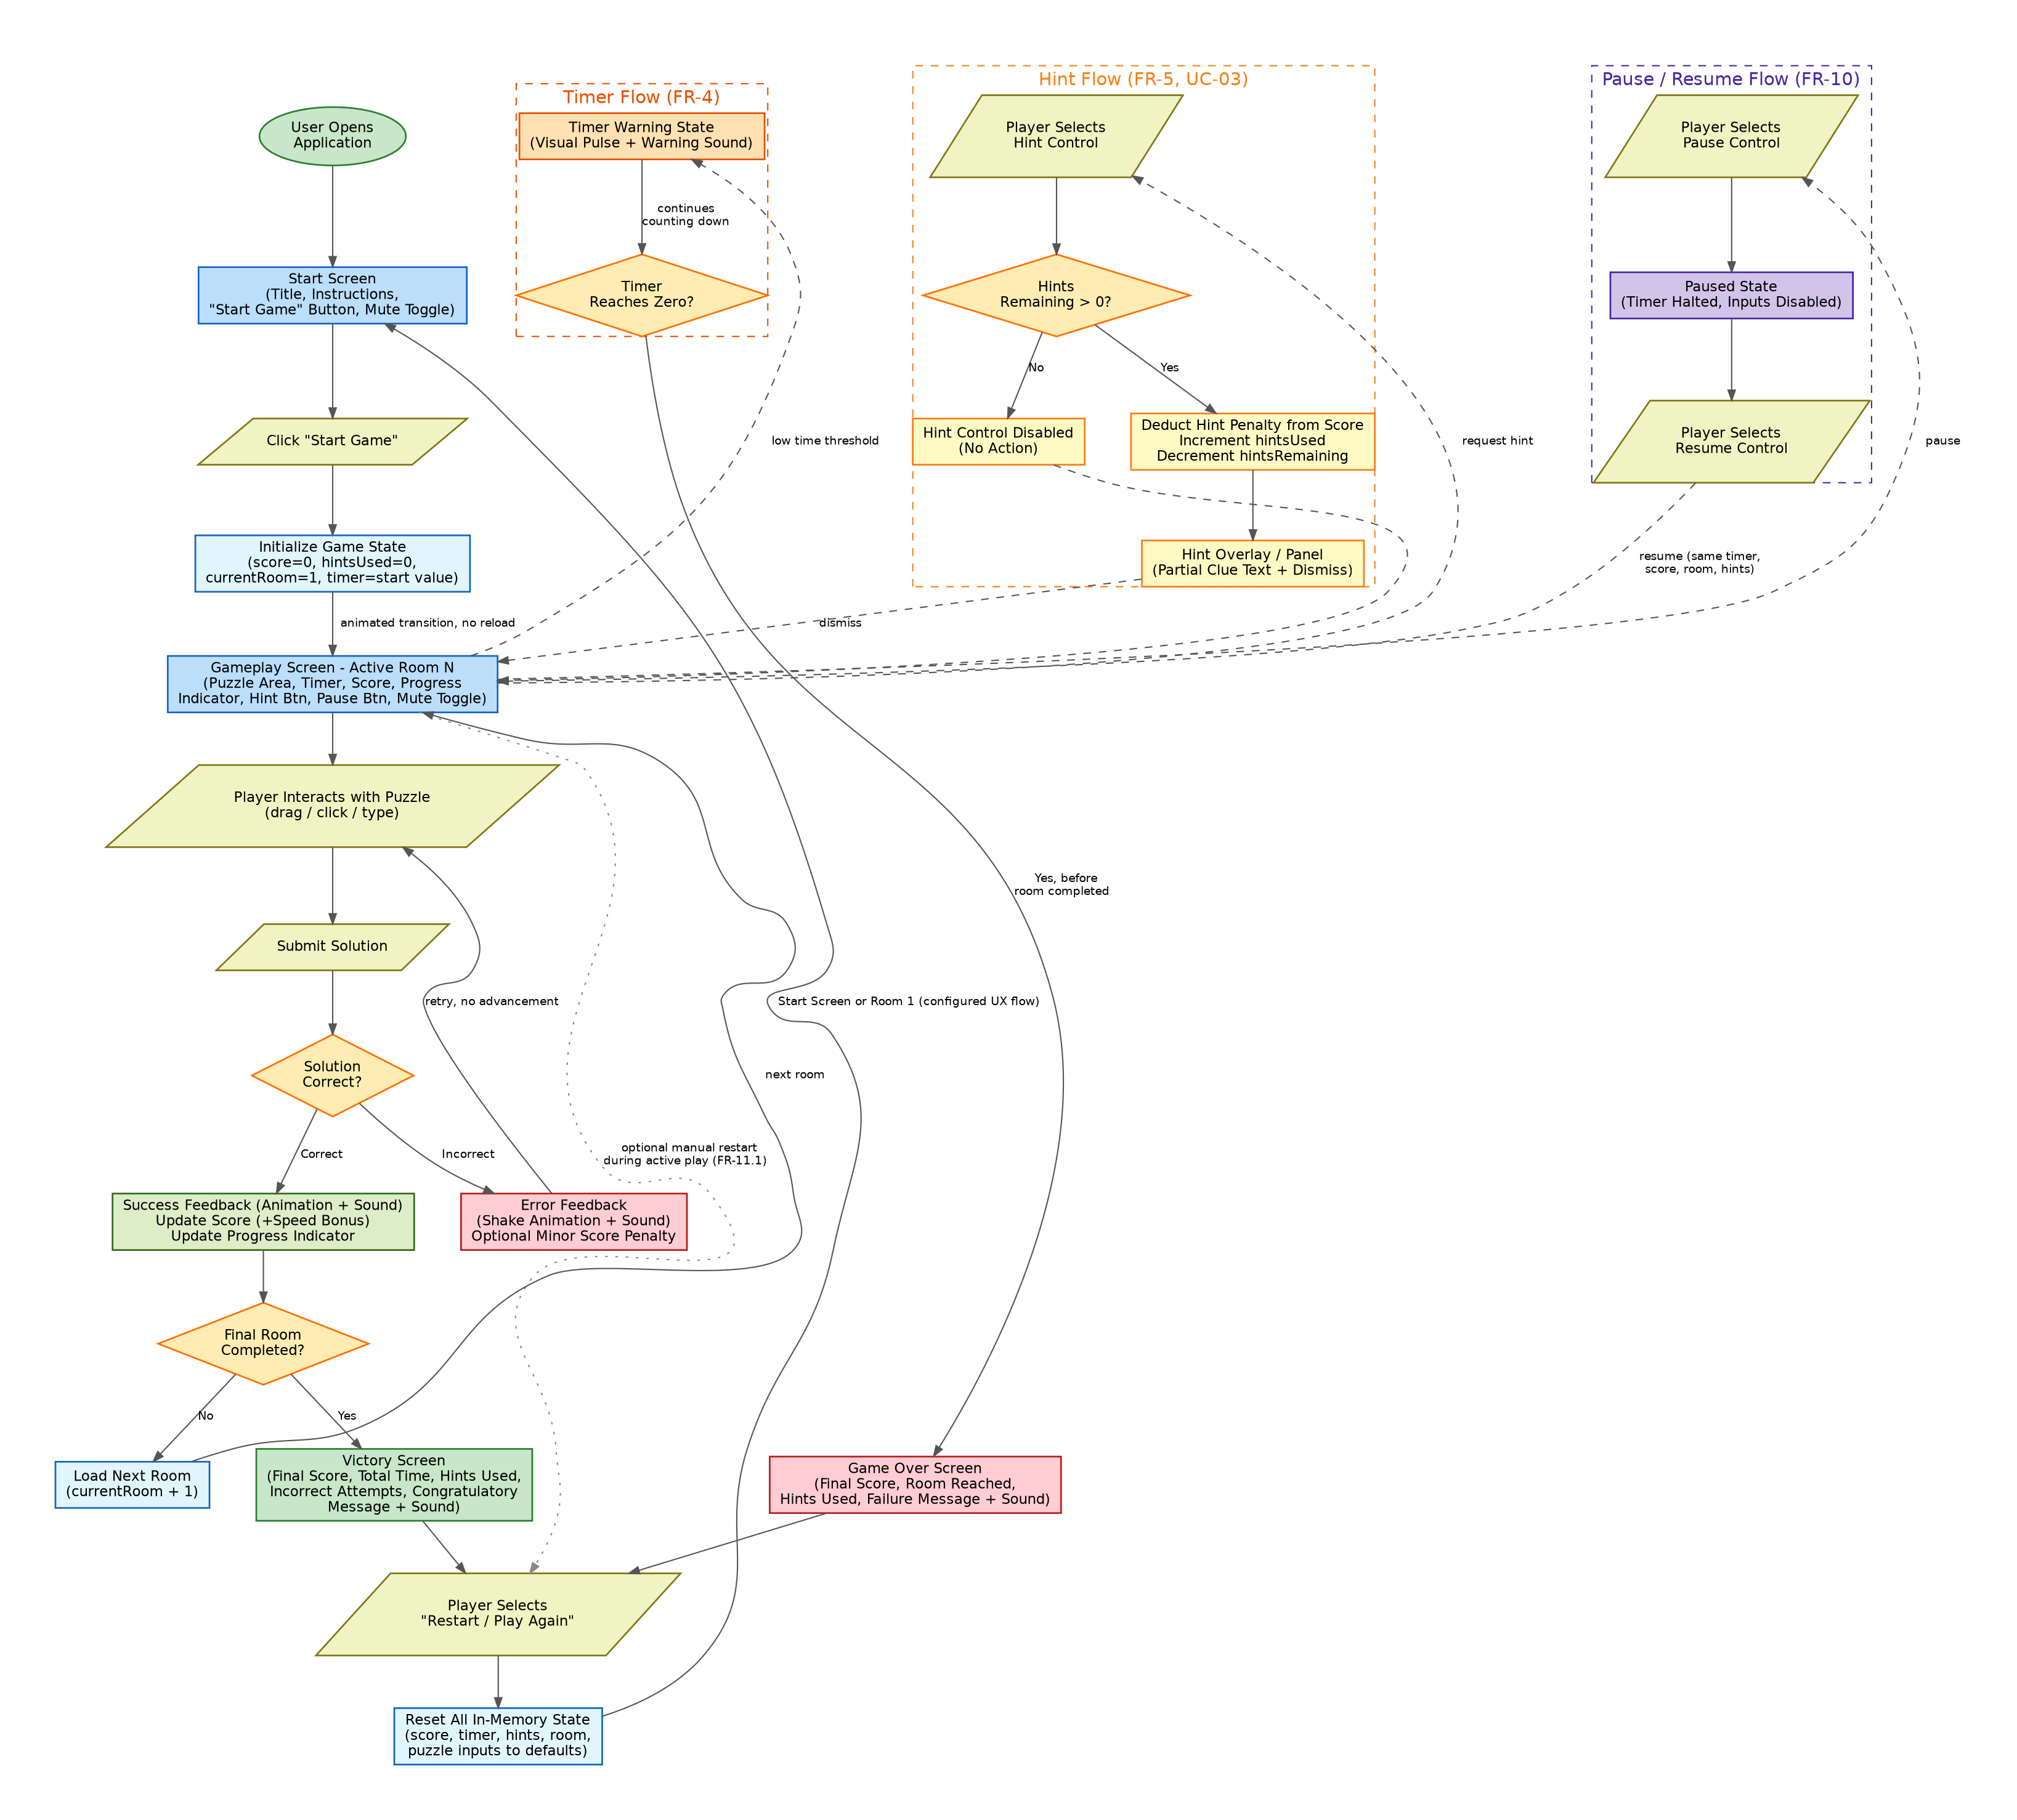 Timer Flow (FR-4)
Hint Flow (FR-5, UC-03)
Pause / Resume Flow (FR-10)
User Opens
Application
Timer Warning State
(Visual Pulse + Warning Sound)
Player Selects
Hint Control
Player Selects
Pause Control
continues
counting down
Start Screen
(Title, Instructions,
"Start Game" Button, Mute Toggle)
Timer
Reaches Zero?
Hints
Remaining > 0?
Paused State
(Timer Halted, Inputs Disabled)
No
Yes
Click "Start Game"
low time threshold
Hint Control Disabled
(No Action)
Deduct Hint Penalty from Score
Increment hintsUsed
Decrement hintsRemaining
request hint
Player Selects
Resume Control
pause
Initialize Game State
(score=0, hintsUsed=0,
currentRoom=1, timer=start value)
Hint Overlay / Panel
(Partial Clue Text + Dismiss)
resume (same timer,
score, room, hints)
animated transition, no reload
dismiss
Gameplay Screen - Active Room N
(Puzzle Area, Timer, Score, Progress
Indicator, Hint Btn, Pause Btn, Mute Toggle)
Player Interacts with Puzzle
(drag / click / type)
Yes, before
room completed
Submit Solution
retry, no advancement
Start Screen or Room 1 (configured UX flow)
Solution
Correct?
next room
Correct
Incorrect
optional manual restart
during active play (FR-11.1)
Success Feedback (Animation + Sound)
Update Score (+Speed Bonus)
Update Progress Indicator
Error Feedback
(Shake Animation + Sound)
Optional Minor Score Penalty
Final Room
Completed?
No
Yes
Load Next Room
(currentRoom + 1)
Victory Screen
(Final Score, Total Time, Hints Used,
Incorrect Attempts, Congratulatory
Message + Sound)
Game Over Screen
(Final Score, Room Reached,
Hints Used, Failure Message + Sound)
Player Selects
"Restart / Play Again"
Reset All In-Memory State
(score, timer, hints, room,
puzzle inputs to defaults)